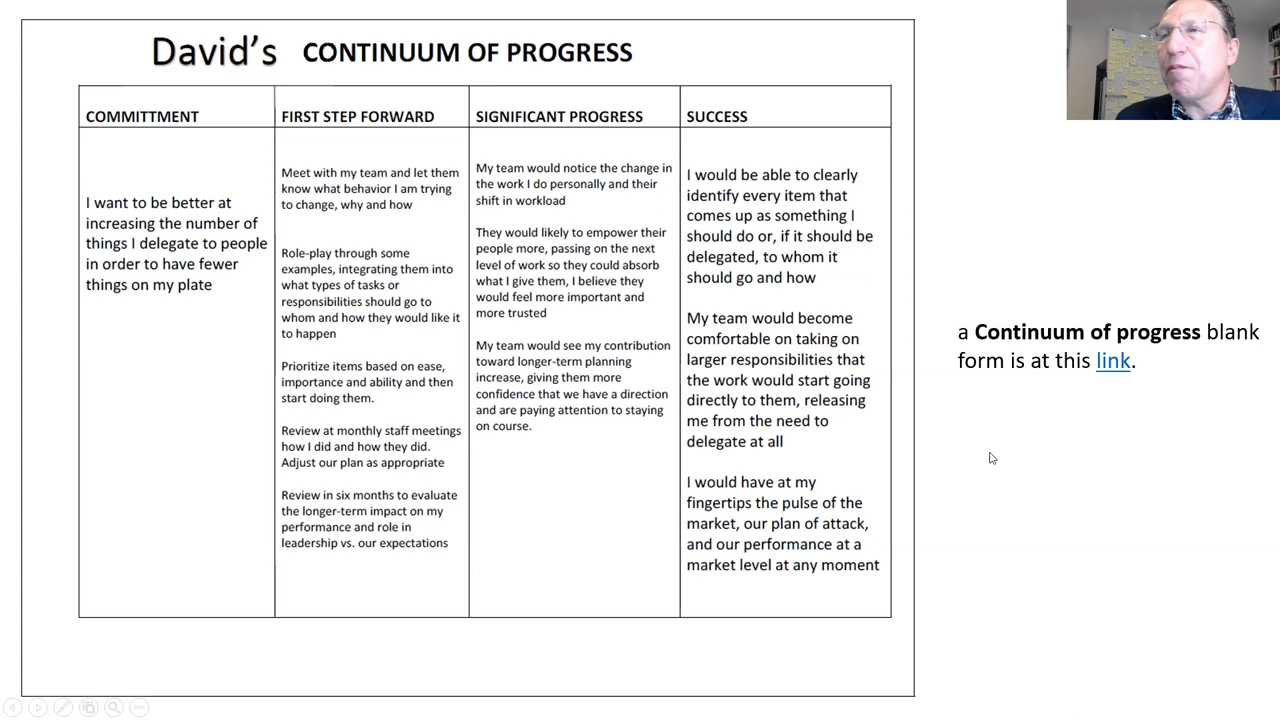 David's CONTINUUM OF PROGRESS
COMMITTMENT
I want to be better at
increasing the number of
things I delegate to people
in order to have fewer
things on my plate
FIRST STEP FORWARD
Meet with my team and let them
know what behavior I am trying
to change, why and how
Role-play through some
examples, integrating them into
what types of tasks or
responsibilities should go to
whom and how they would like it
to happen
Prioritize items based on ease,
importance and ability and then
start doing them.
Review at monthly staff meetings
how I did and how they did.
Adjust our plan as appropriate
Review in six months to evaluate
the longer-term impact on my
performance and role in
leadership vs. our expectations
SIGNIFICANT PROGRESS
My team would notice the change in
the work I do personally and their
shift in workload
They would likely to empower their
people more, passing on the next
level of work so they could absorb
what I give them, I believe they
would feel more important and
more trusted
My team would see my contribution
toward longer-term planning
increase, giving them more
confidence that we have a direction
and are paying attention to staying
on course.
SUCCESS
I would be able to clearly
identify every item that
comes up as something I
should do or, if it should be
delegated, to whom it
should go and how
My team would become
comfortable on taking on
larger responsibilities that
the work would start going
directly to them, releasing
me from the need to
delegate at all
I would have at my
fingertips the pulse of the
market, our plan of attack,
and our performance at a
market level at any moment
a Continuum of progress blank
form is at this link.